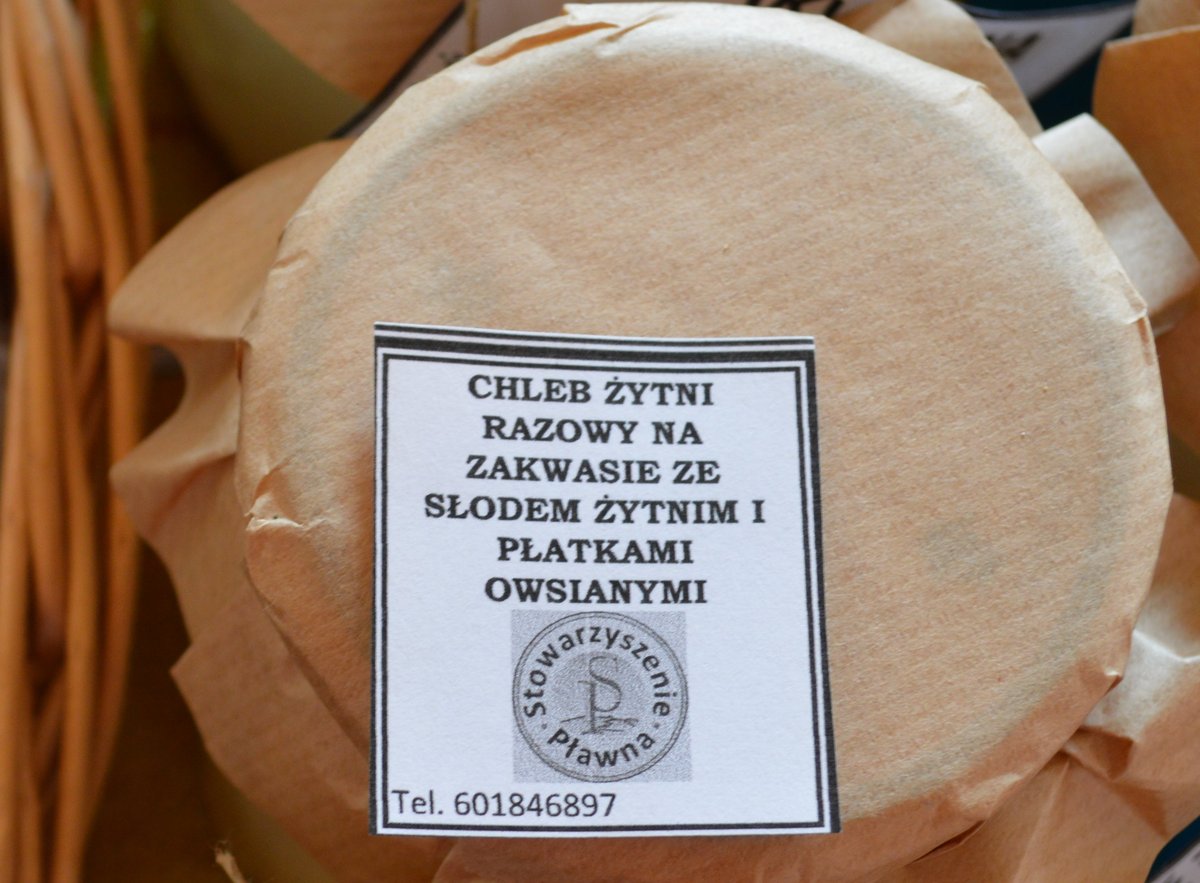 CHLEB ŻYTNI
RAZOWY NA
ZAKWASIE ZE
SŁODEM ŻYTNIM I
PŁATKAMI
OWSIANYMI
Stowarzyszenie
SP
· Pławna ·
Tel. 601846897